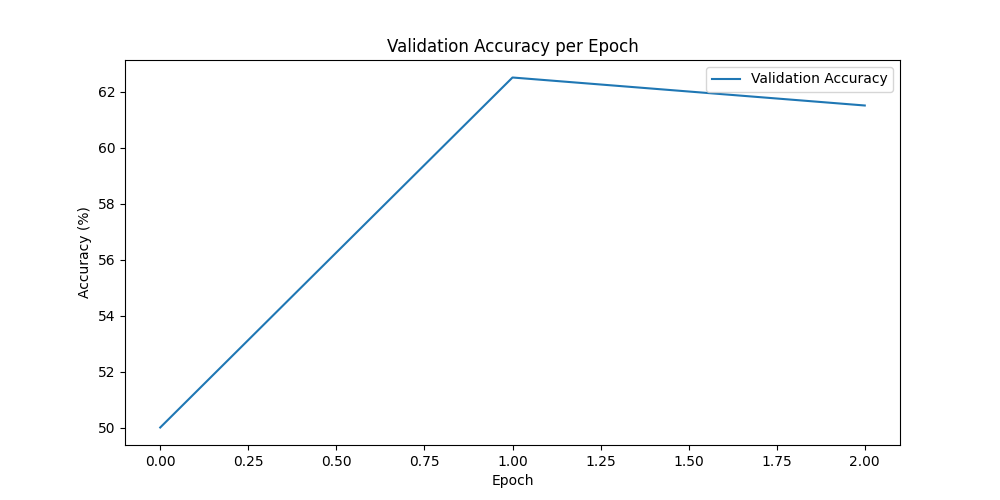 Validation Accuracy per Epoch
Validation Accuracy
62
60
58
56
54
52
50
Accuracy (%)
0.00 0.25 0.50 0.75 1.00 1.25 1.50 1.75 2.00
Epoch